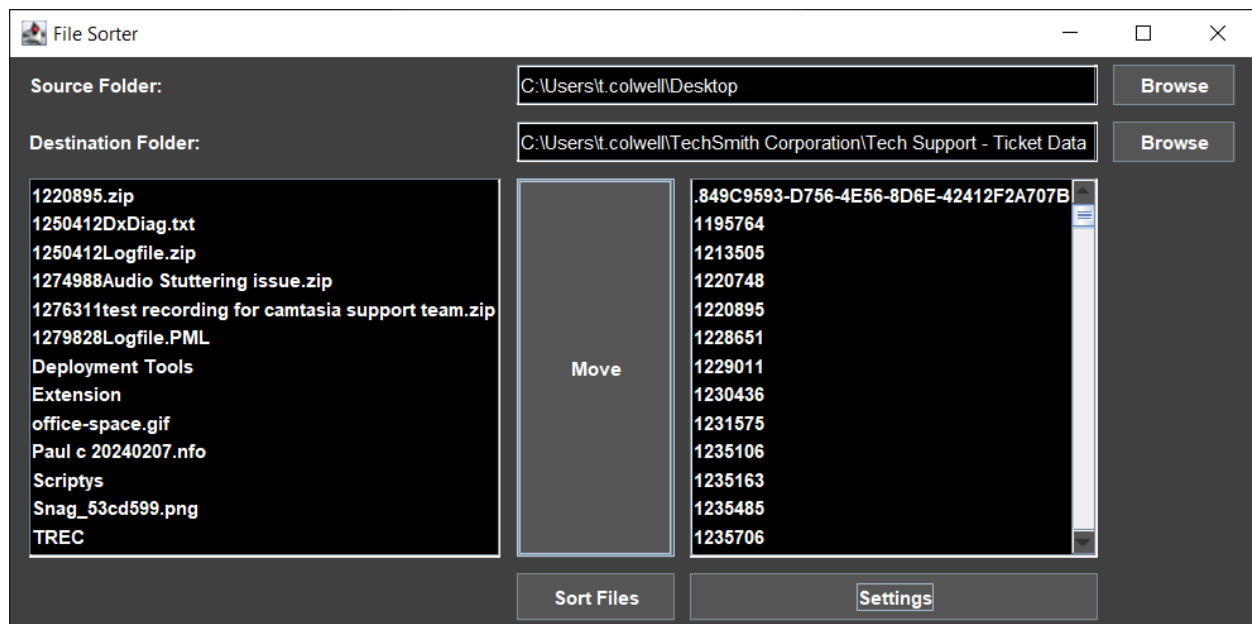 File Sorter
Source Folder:
C:\Users\t.colwell\Desktop
Browse
Destination Folder:
C:\Users\t.colwell\TechSmith Corporation\Tech Support - Ticket Data
Browse
1220895.zip
1250412DxDiag.txt
1250412Logfile.zip
1274988Audio Stuttering issue.zip
1276311test recording for camtasia support team.zip
1279828Logfile.PML
Deployment Tools
Extension
office-space.gif
Paul c 20240207.nfo
Scriptys
Snag_53cd599.png
TREC
Move
.849C9593-D756-4E56-8D6E-42412F2A707B
1195764
1213505
1220748
1220895
1228651
1229011
1230436
1231575
1235106
1235163
1235485
1235706
Sort Files
Settings